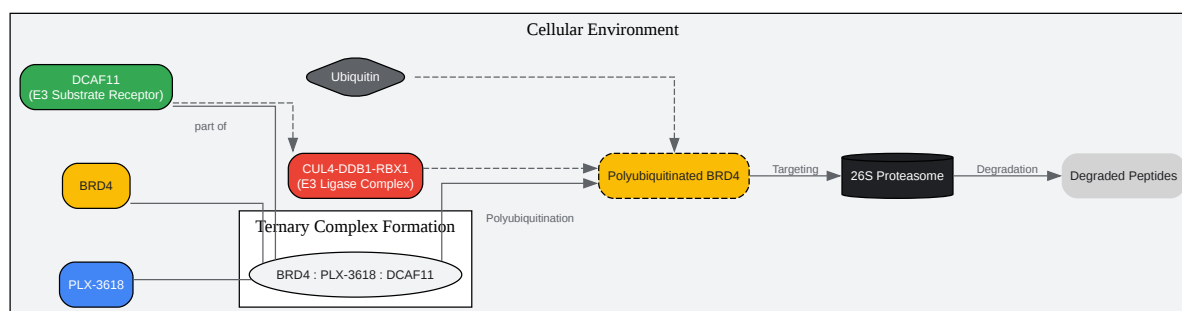 Cellular Environment
DCAF11
(E3 Substrate Receptor)
Ubiquitin
part of
CUL4-DDB1-RBX1
(E3 Ligase Complex)
Polyubiquitinated BRD4
Targeting
26S Proteasome
Degradation
Degraded Peptides
BRD4
Polyubiquitination
Ternary Complex Formation
PLX-3618
BRD4 : PLX-3618 : DCAF11